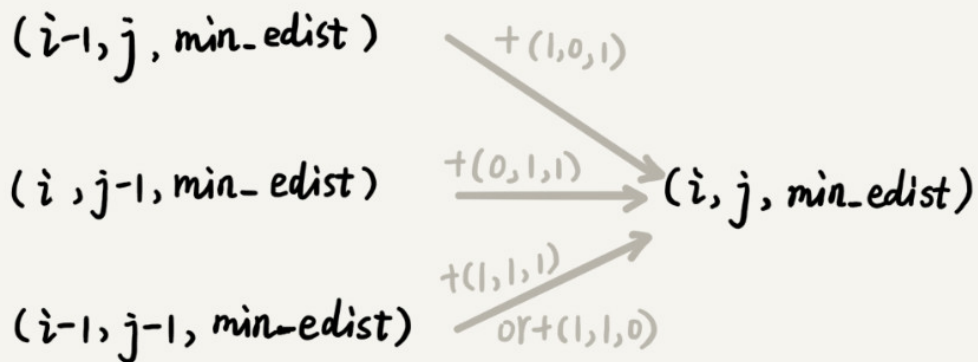 (i-1, j, min_edist)
+(1,0,1)
(i, j-1, min_edist)
+(0,1,1)
(i, j, min_edist)
+(1,1,1)
(i-1, j-1, min_edist)
or+(1,1,0)